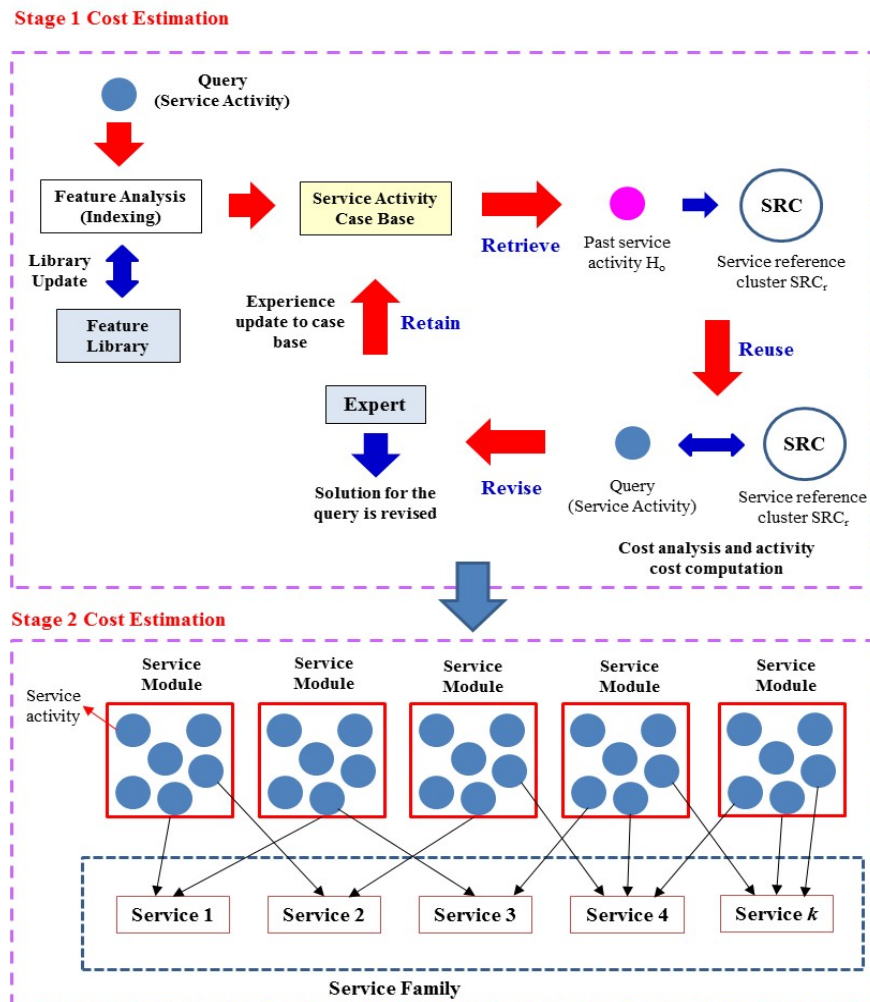 Stage 1 Cost Estimation
Query
(Service Activity)
Feature Analysis
(Indexing)
Service Activity
Case Base
Retrieve
Past service
activity Hₒ
SRC
Service reference
cluster SRCᵣ
Library
Update
Feature
Library
Experience
update to case
base
Retain
Reuse
Expert
Solution for the
query is revised
Revise
Query
(Service Activity)
SRC
Service reference
cluster SRCᵣ
Cost analysis and activity
cost computation
Stage 2 Cost Estimation
Service
activity
Service
Module
Service
Module
Service
Module
Service
Module
Service
Module
Service 1
Service 2
Service 3
Service 4
Service k
Service Family